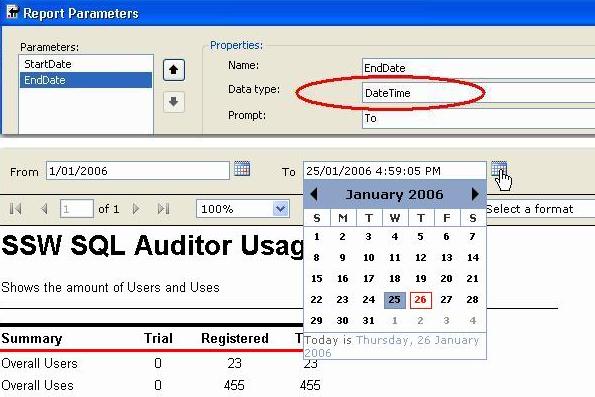 Report Parameters
Parameters:
StartDate
EndDate
Properties:
Name:
EndDate
Data type:
DateTime
Prompt:
To
From 1/01/2006 To 25/01/2006 4:59:05 PM
1 of 1 100% Select a format
January 2006
S M T W T F S
1 2 3 4 5 6 7
8 9 10 11 12 13 14
15 16 17 18 19 20 21
22 23 24 25 26 27 28
29 30 31 1 2 3 4
Today is Thursday, 26 January
2006
SSW SQL Auditor Usag
Shows the amount of Users and Uses
Summary Trial Registered T
Overall Users 0 23 23
Overall Uses 0 455 455